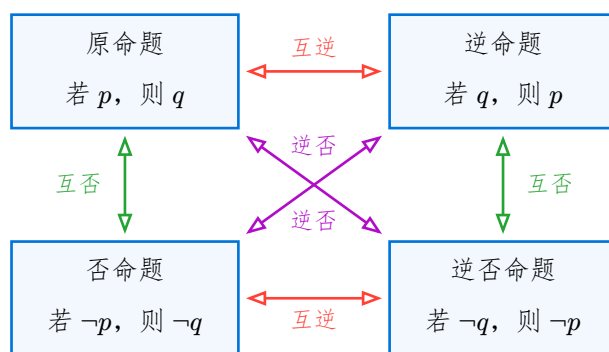 原命题
若 p，则 q
互逆
逆命题
若 q，则 p
互否
逆否
逆否
互否
否命题
若 ¬p，则 ¬q
互逆
逆否命题
若 ¬q，则 ¬p